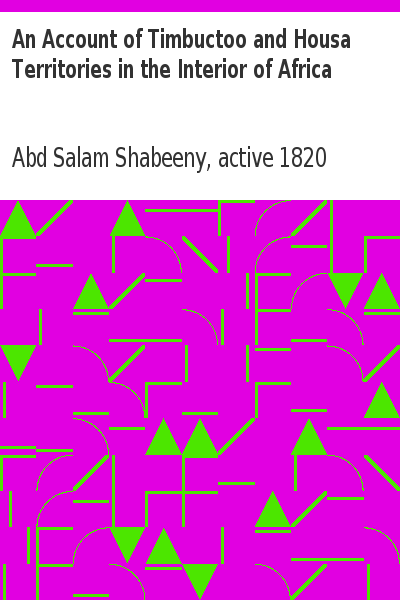 An Account of Timbuctoo and Housa
Territories in the Interior of Africa
Abd Salam Shabeeny, active 1820